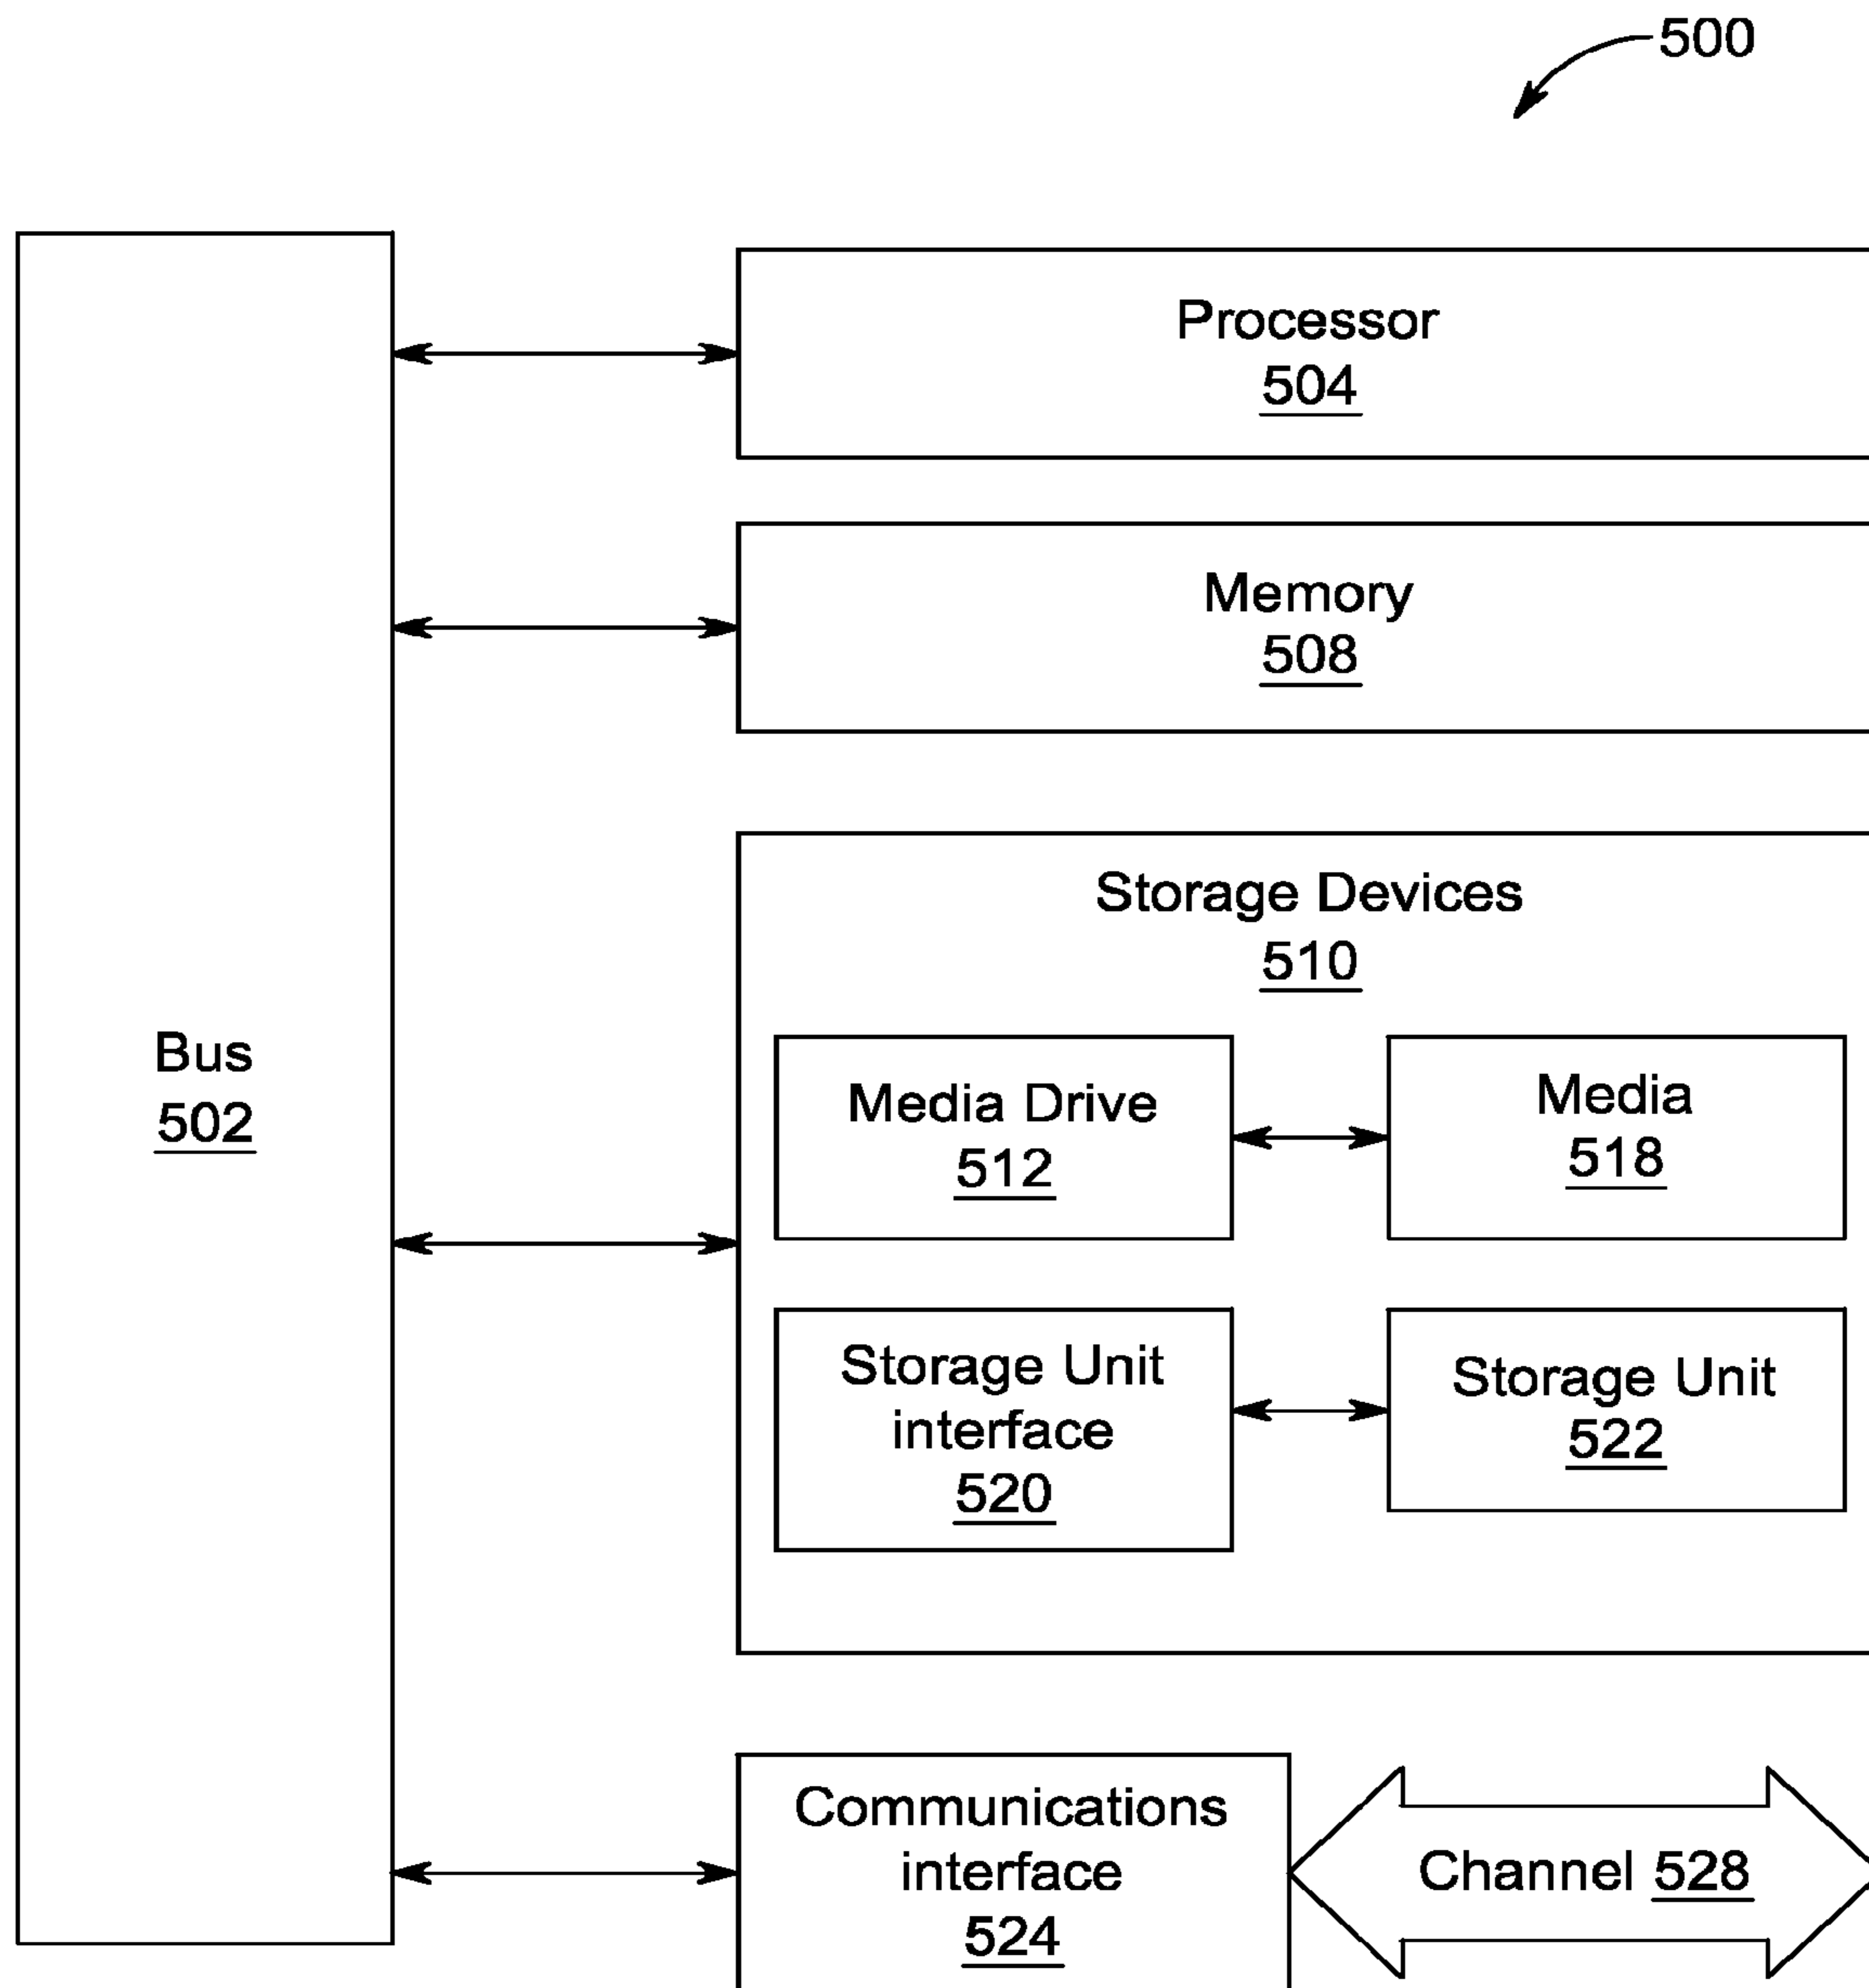 500
Processor
504
Memory
508
Storage Devices
510
Bus
502
Media Drive
512
Media
518
Storage Unit
interface
520
Storage Unit
522
Communications
interface
524
Channel 528